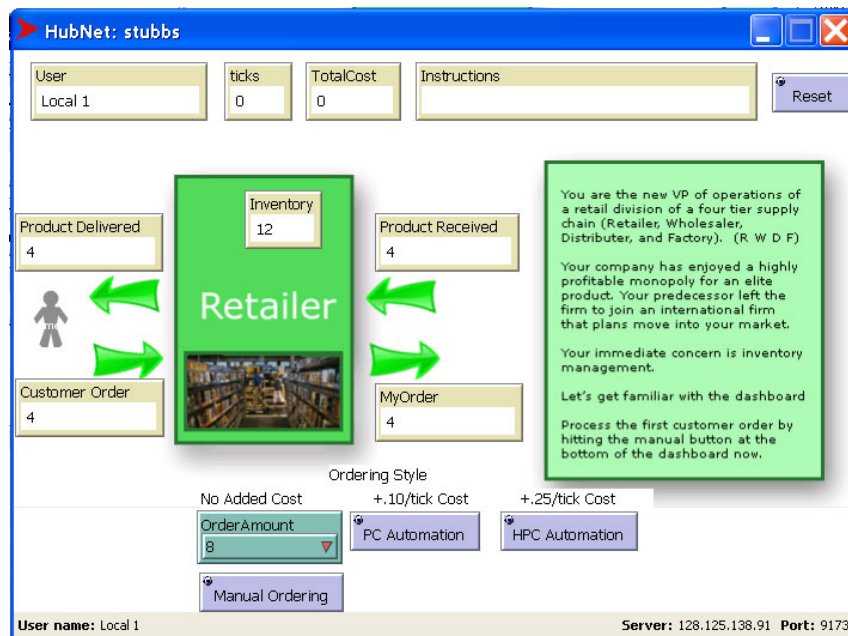 HubNet: stubbs
User
Local 1
ticks
0
TotalCost
0
Instructions
Reset
Inventory
12
Product Delivered
4
Product Received
4
Retailer
Customer Order
4
MyOrder
4
You are the new VP of operations of
a retail division of a four tier supply
chain (Retailer, Wholesaler,
Distributer, and Factory). (R W D F)
Your company has enjoyed a highly
profitable monopoly for an elite
product. Your predecessor left the
firm to join an international firm
that plans move into your market.
Your immediate concern is inventory
management.
Let's get familiar with the dashboard
Process the first customer order by
hitting the manual button at the
bottom of the dashboard now.
Ordering Style
No Added Cost
+.10/tick Cost
+.25/tick Cost
OrderAmount
8
PC Automation
HPC Automation
Manual Ordering
User name: Local 1
Server: 128.125.138.91 Port: 9173